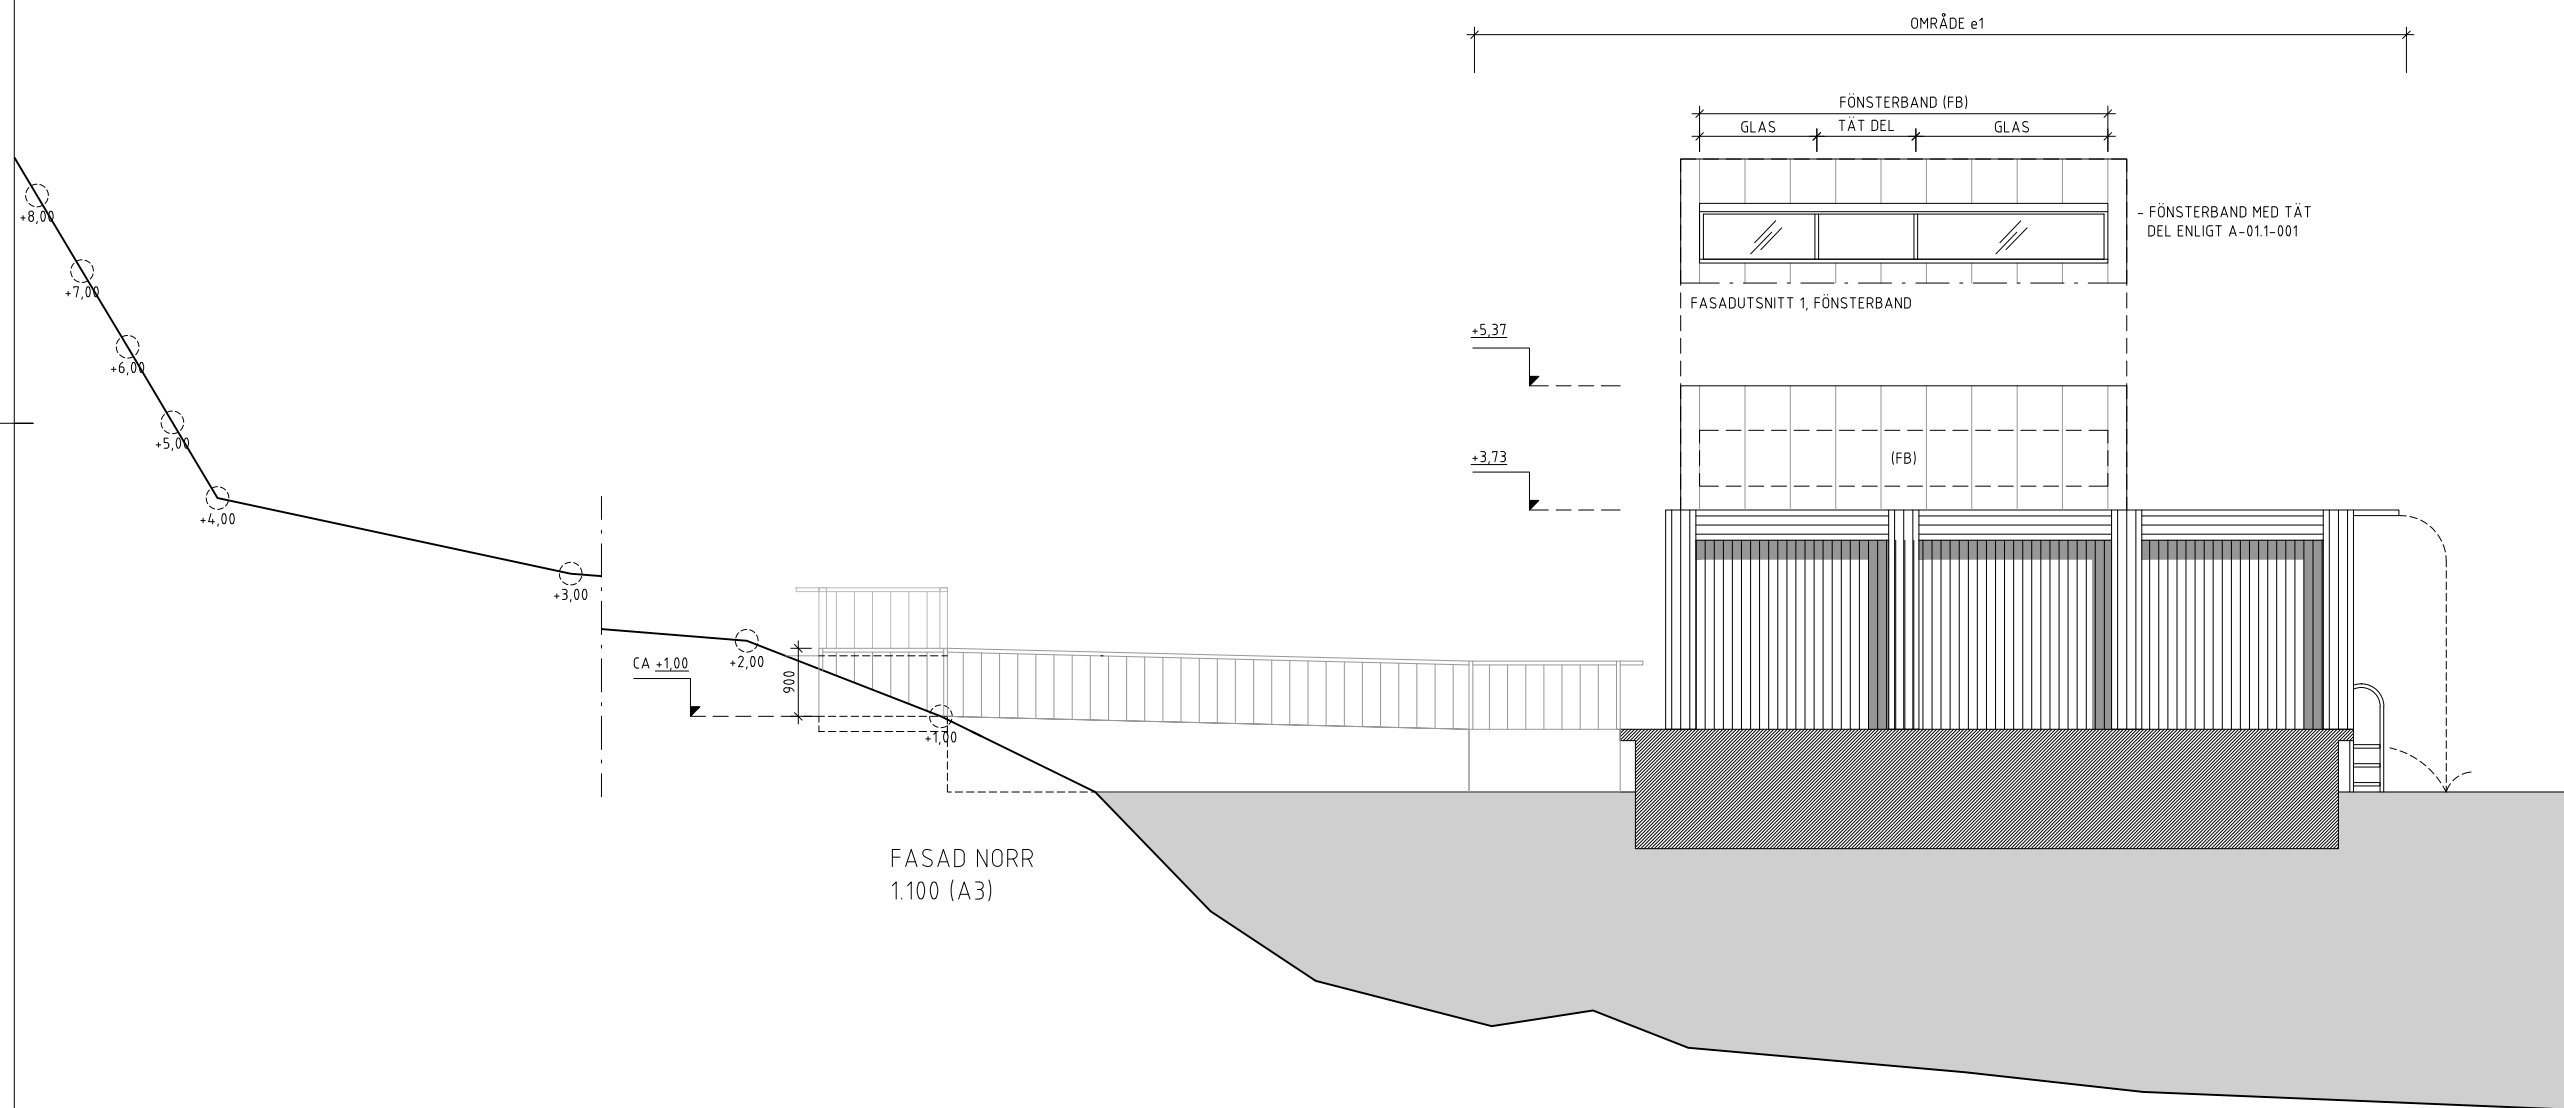 OMRÅDE e1
FÖNSTERBAND (FB)
GLAS
TÄT DEL
GLAS
- FÖNSTERBAND MED TÄT
DEL ENLIGT A-01.1-001
FASADUTSNITT 1, FÖNSTERBAND
+5,37
+3,73
(FB)
+8,00
+7,00
+6,00
+5,00
+4,00
+3,00
+2,00
CA +1,00
900
+1,00
FASAD NORR
1.100 (A3)